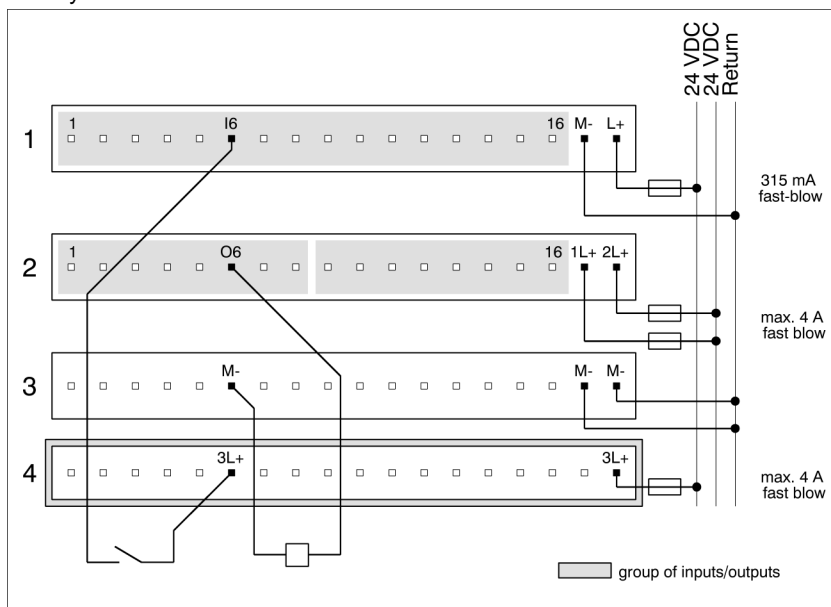 24 VDC
24 VDC
Return
1
1 I6 16 M- L+
315 mA
fast-blow
2
1 O6 16 1L+ 2L+
max. 4 A
fast blow
3
M- M- M-
4
3L+ 3L+
max. 4 A
fast blow
group of inputs/outputs